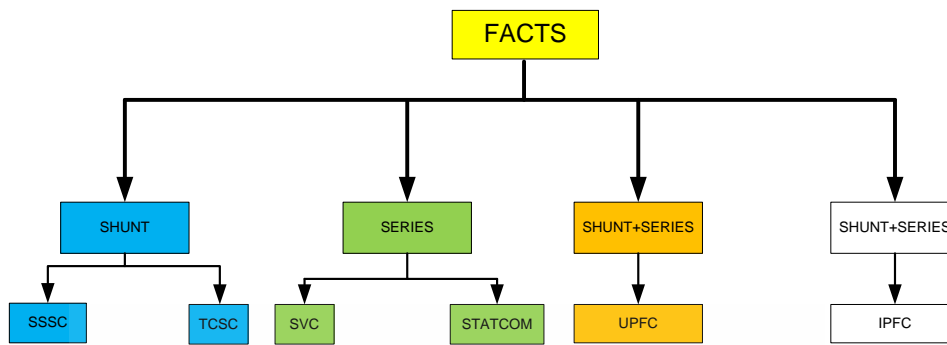 FACTS
SHUNT
SERIES
SHUNT+SERIES
SHUNT+SERIES
SSSC
TCSC
SVC
STATCOM
UPFC
IPFC